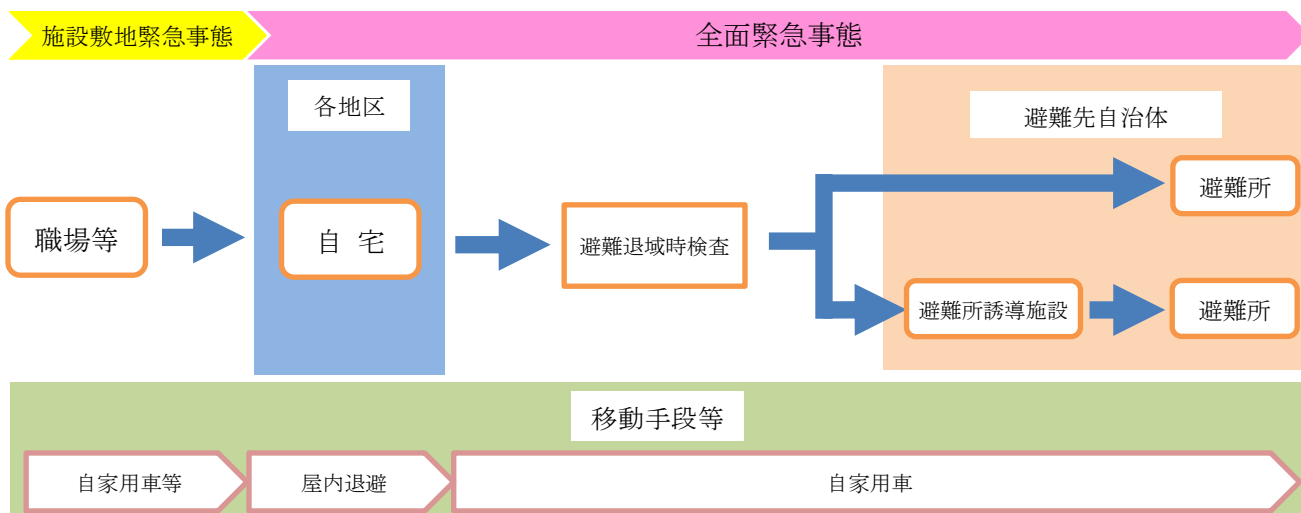 施設敷地緊急事態
全面緊急事態
各地区
避難先自治体
職場等
自 宅
避難退域時検査
避難所
避難所誘導施設
避難所
移動手段等
自家用車等
屋内退避
自家用車